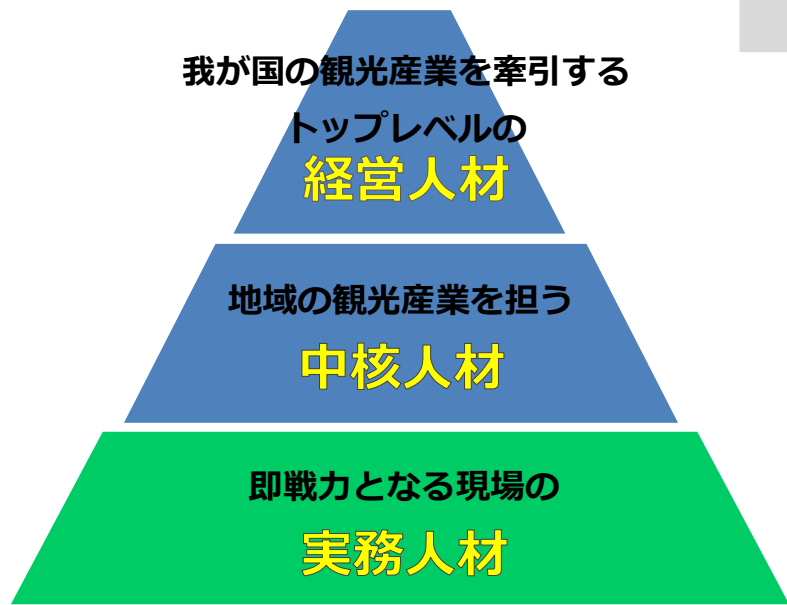 我が国の観光産業を牽引する
トップレベルの
経営人材
地域の観光産業を担う
中核人材
即戦力となる現場の
実務人材